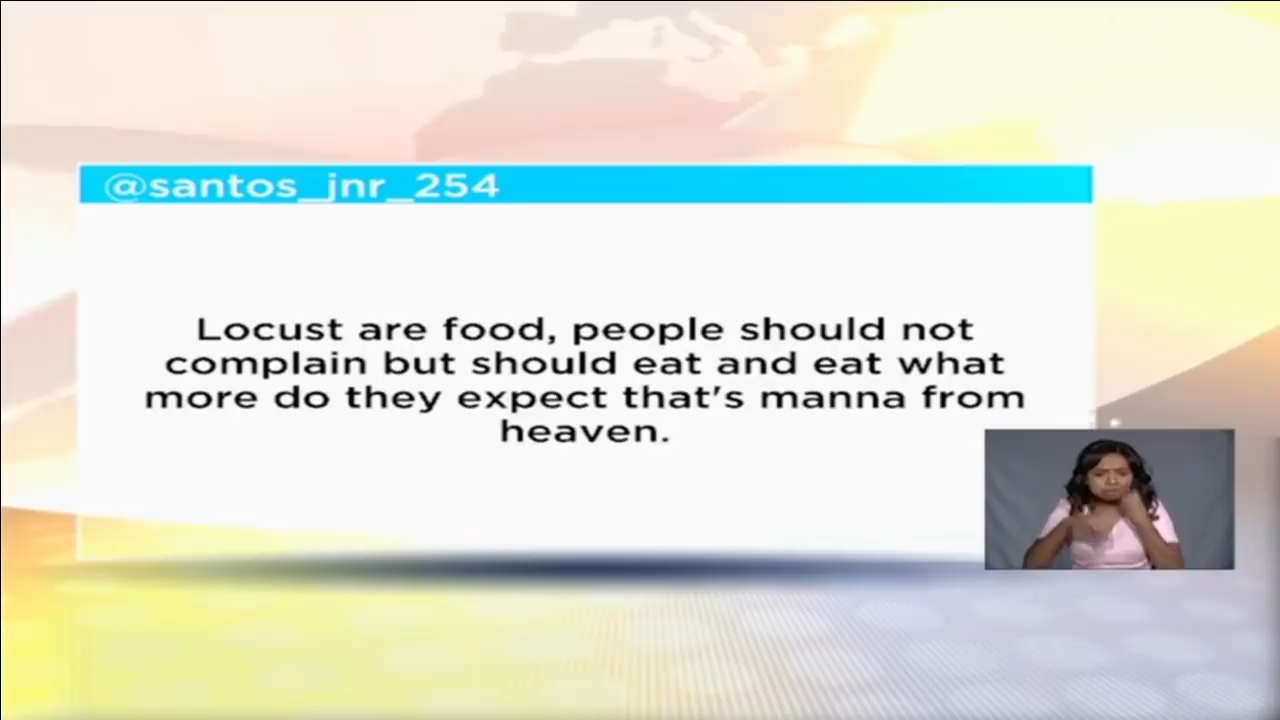 @santos_jnr_254
Locust are food, people should not
complain but should eat and eat what
more do they expect that's manna from
heaven.